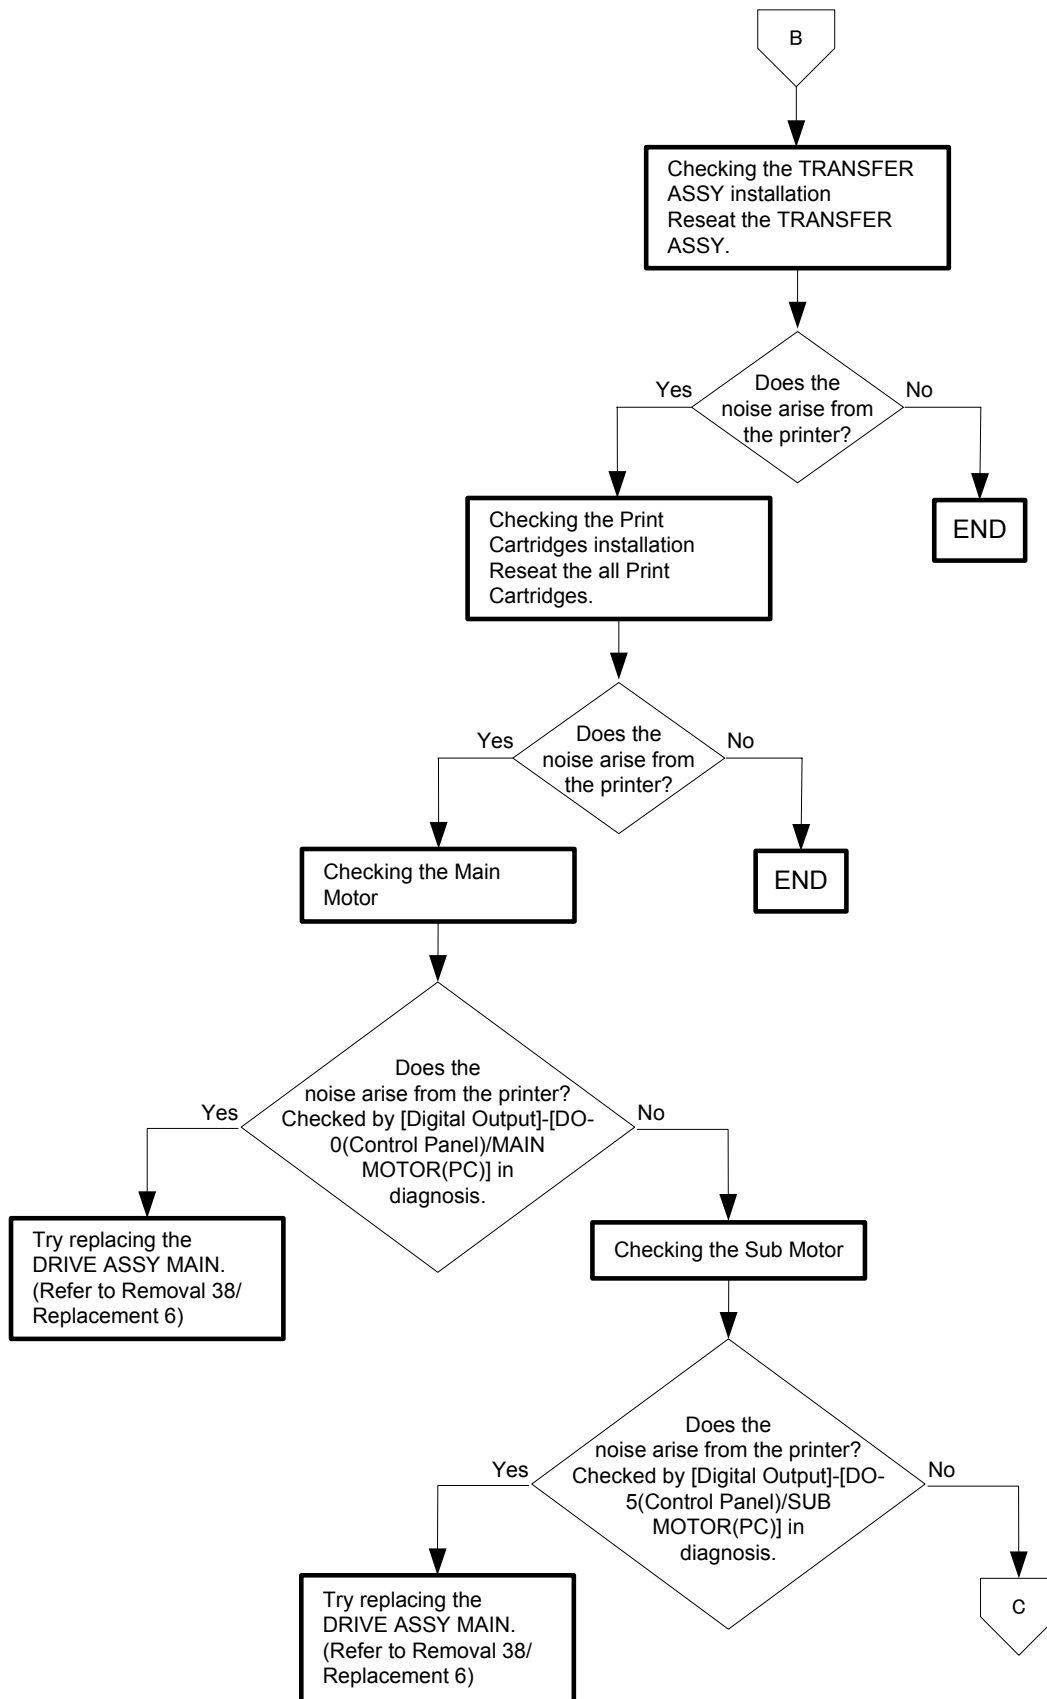 B
Checking the TRANSFER
ASSY installation
Reseat the TRANSFER
ASSY.
Does the
noise arise from
the printer?
Yes
No
END
Checking the Print
Cartridges installation
Reseat the all Print
Cartridges.
Does the
noise arise from
the printer?
Yes
No
END
Checking the Main
Motor
Does the
noise arise from the printer?
Checked by [Digital Output]-[DO-
0(Control Panel)/MAIN
MOTOR(PC)] in
diagnosis.
Yes
No
Try replacing the
DRIVE ASSY MAIN.
(Refer to Removal 38/
Replacement 6)
Checking the Sub Motor
Does the
noise arise from the printer?
Checked by [Digital Output]-[DO-
5(Control Panel)/SUB
MOTOR(PC)] in
diagnosis.
Yes
No
Try replacing the
DRIVE ASSY MAIN.
(Refer to Removal 38/
Replacement 6)
C